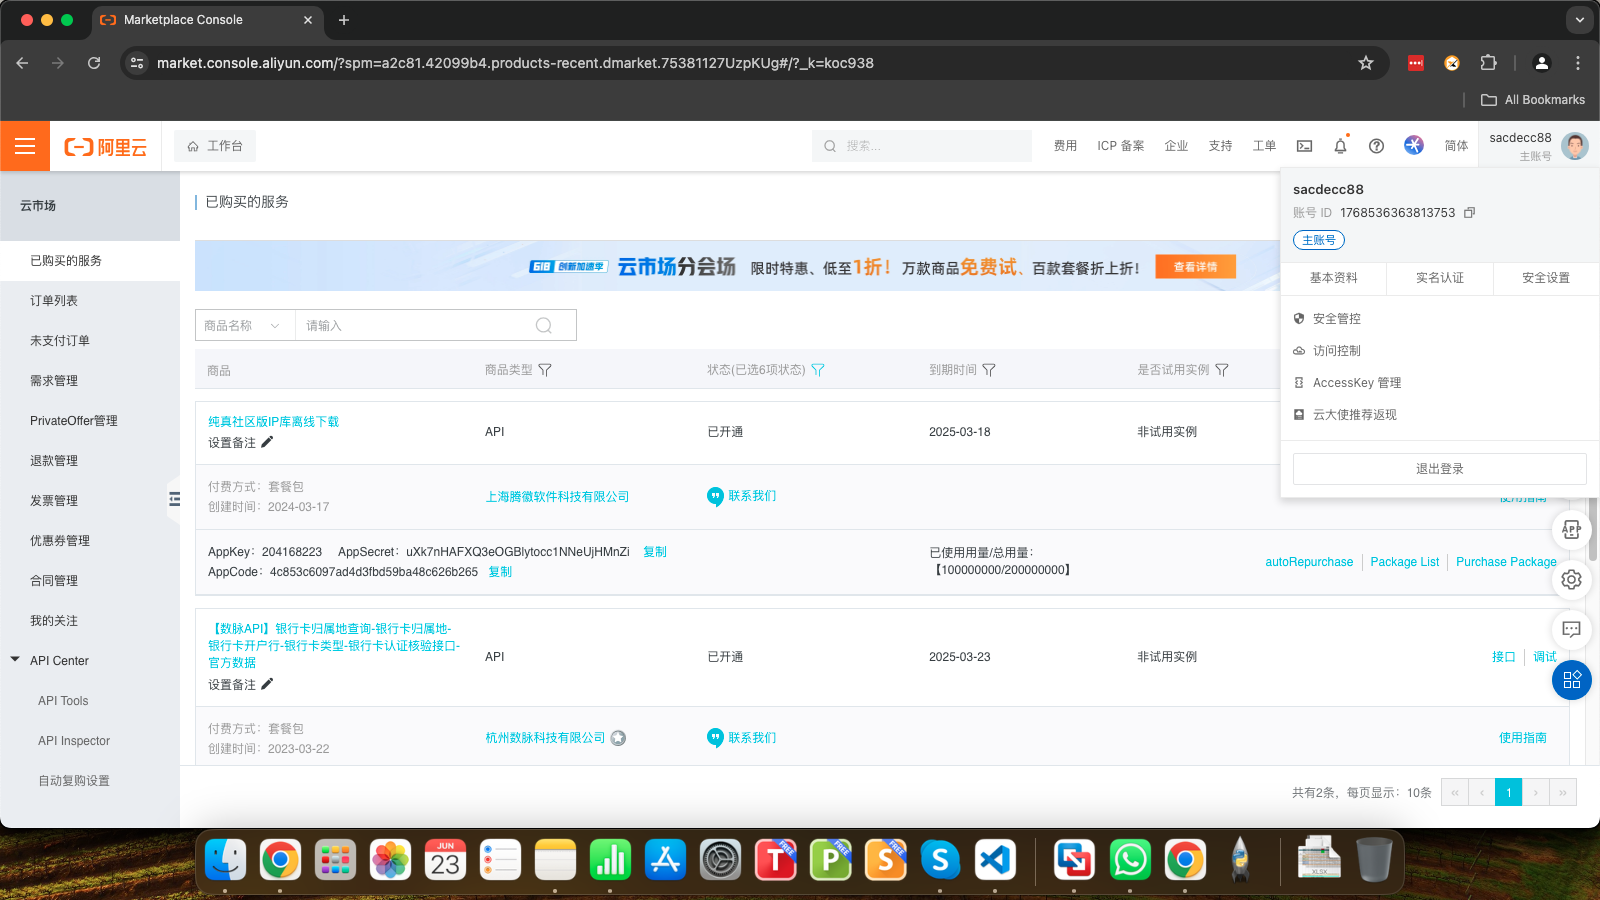 Marketplace Console
market.console.aliyun.com/?spm=a2c81.42099b4.products-recent.dmarket.75381127UzpKUg#/?_k=koc938
All Bookmarks
阿里云
工作台
搜索...
费用
ICP 备案
企业
支持
工单
简体
sacdecc88
主账号
云市场
已购买的服务
订单列表
未支付订单
需求管理
PrivateOffer管理
退款管理
发票管理
优惠券管理
合同管理
我的关注
API Center
API Tools
API Inspector
自动复购设置
已购买的服务
618 创新加速季 云市场分会场 限时特惠、低至1折！万款商品免费试、百款套餐折上折！ 查看详情
商品名称
请输入
商品
商品类型
状态(已选6项状态)
到期时间
是否试用实例
纯真社区版IP库离线下载
设置备注
API
已开通
2025-03-18
非试用实例
付费方式：套餐包
创建时间：2024-03-17
上海腾徽软件科技有限公司
联系我们
使用指南
AppKey：204168223 AppSecret：uXk7nHAFXQ3eOGBlytocc1NNeUjHMnZi 复制
AppCode：4c853c6097ad4d3fbd59ba48c626b265 复制
已使用用量/总用量：
【100000000/200000000】
autoRepurchase
Package List
Purchase Package
【数脉API】银行卡归属地查询-银行卡归属地-
银行卡开户行-银行卡类型-银行卡认证核验接口-
官方数据
设置备注
API
已开通
2025-03-23
非试用实例
接口
调试
付费方式：套餐包
创建时间：2023-03-22
杭州数脉科技有限公司
联系我们
使用指南
共有2条，每页显示：10条
« ‹ 1 › »
sacdecc88
账号 ID 1768536363813753
主账号
基本资料
实名认证
安全设置
安全管控
访问控制
AccessKey 管理
云大使推荐返现
退出登录
APP
JUN
23
T FREE
P FREE
S FREE
S
XLSX